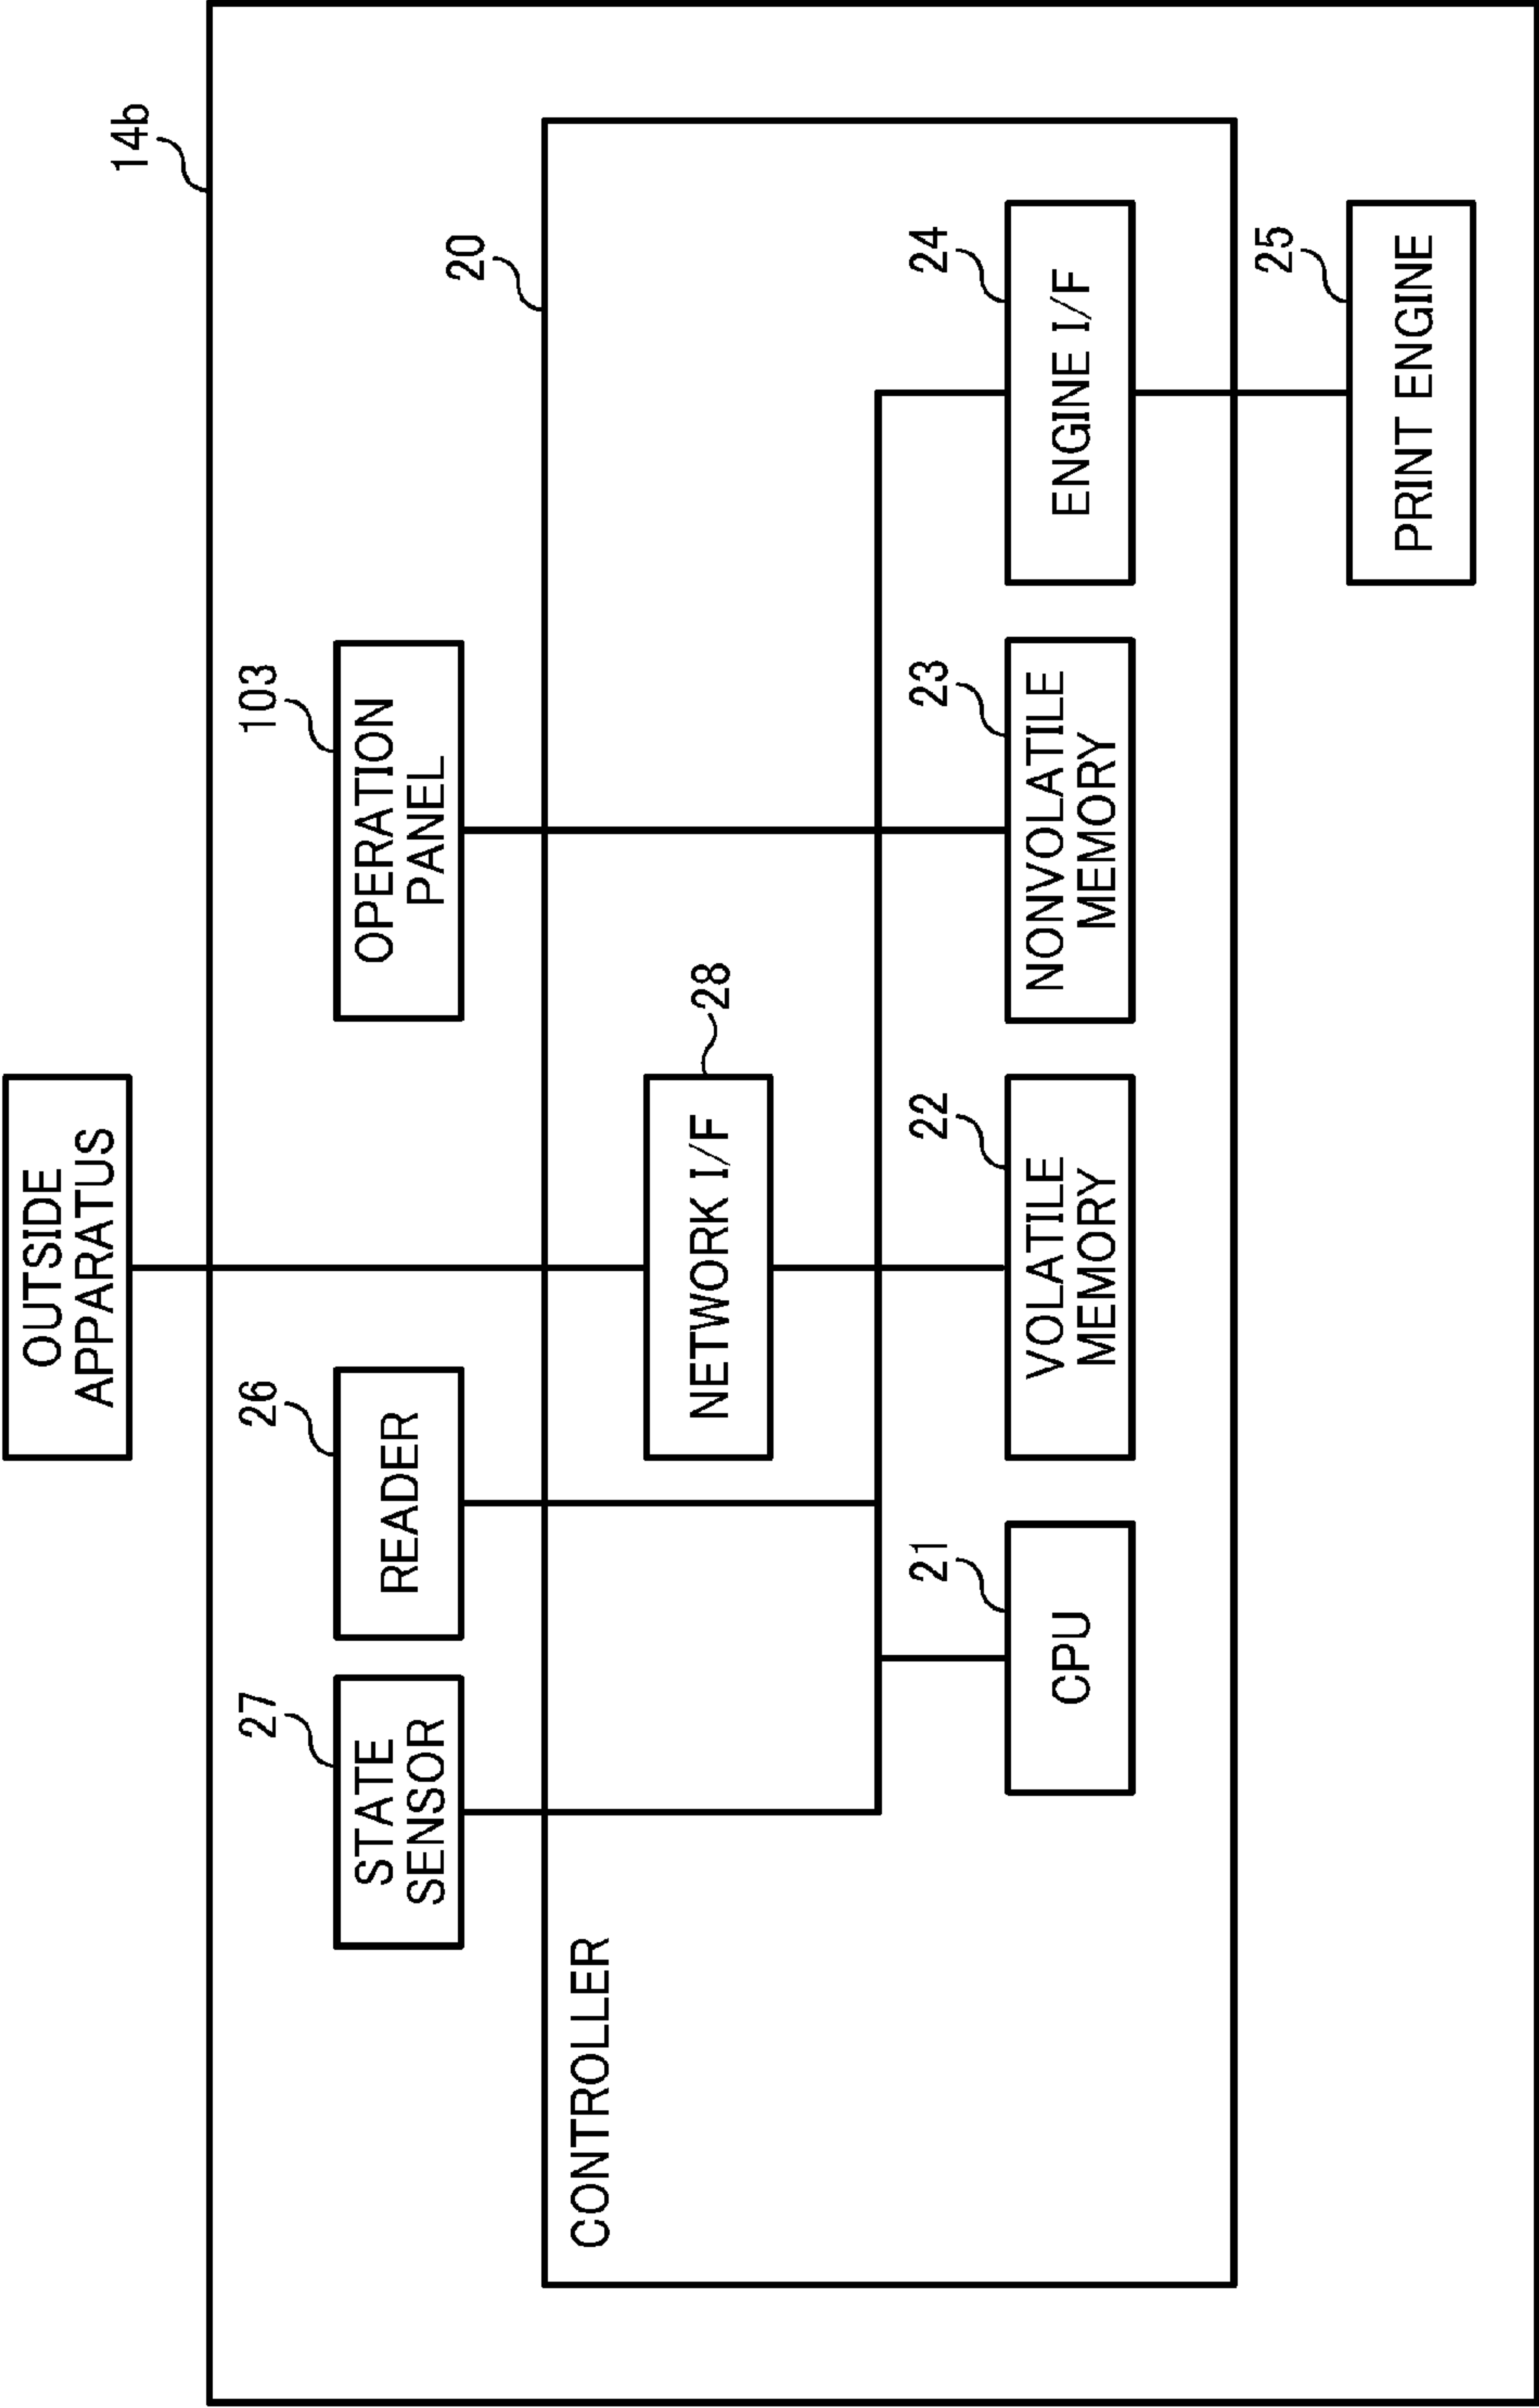 14b
OUTSIDE
APPARATUS
27
STATE
SENSOR
26
READER
103
OPERATION
PANEL
20
CONTROLLER
28
NETWORK I/F
21
CPU
22
VOLATILE
MEMORY
23
NONVOLATILE
MEMORY
24
ENGINE I/F
25
PRINT ENGINE